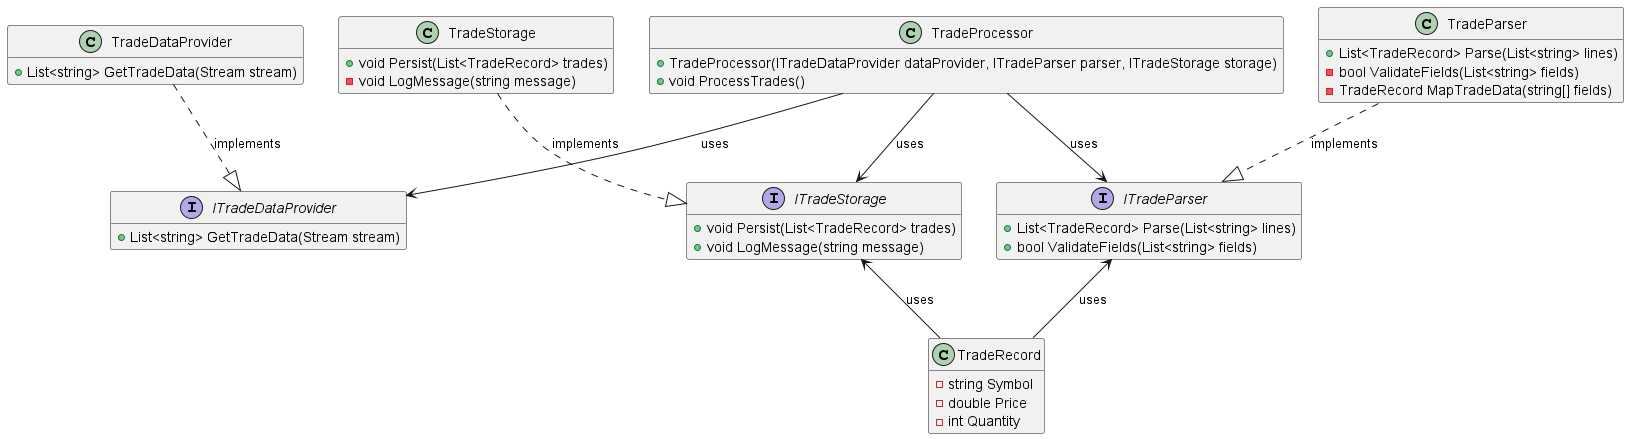 C TradeDataProvider
List<string> GetTradeData(Stream stream)
C TradeStorage
void Persist(List<TradeRecord> trades)
void LogMessage(string message)
C TradeProcessor
TradeProcessor(ITradeDataProvider dataProvider, ITradeParser parser, ITradeStorage storage)
void ProcessTrades()
C TradeParser
List<TradeRecord> Parse(List<string> lines)
bool ValidateFields(List<string> fields)
TradeRecord MapTradeData(string[] fields)
implements
implements
uses
uses
uses
implements
I ITradeDataProvider
List<string> GetTradeData(Stream stream)
I ITradeStorage
void Persist(List<TradeRecord> trades)
void LogMessage(string message)
I ITradeParser
List<TradeRecord> Parse(List<string> lines)
bool ValidateFields(List<string> fields)
uses
uses
C TradeRecord
string Symbol
double Price
int Quantity